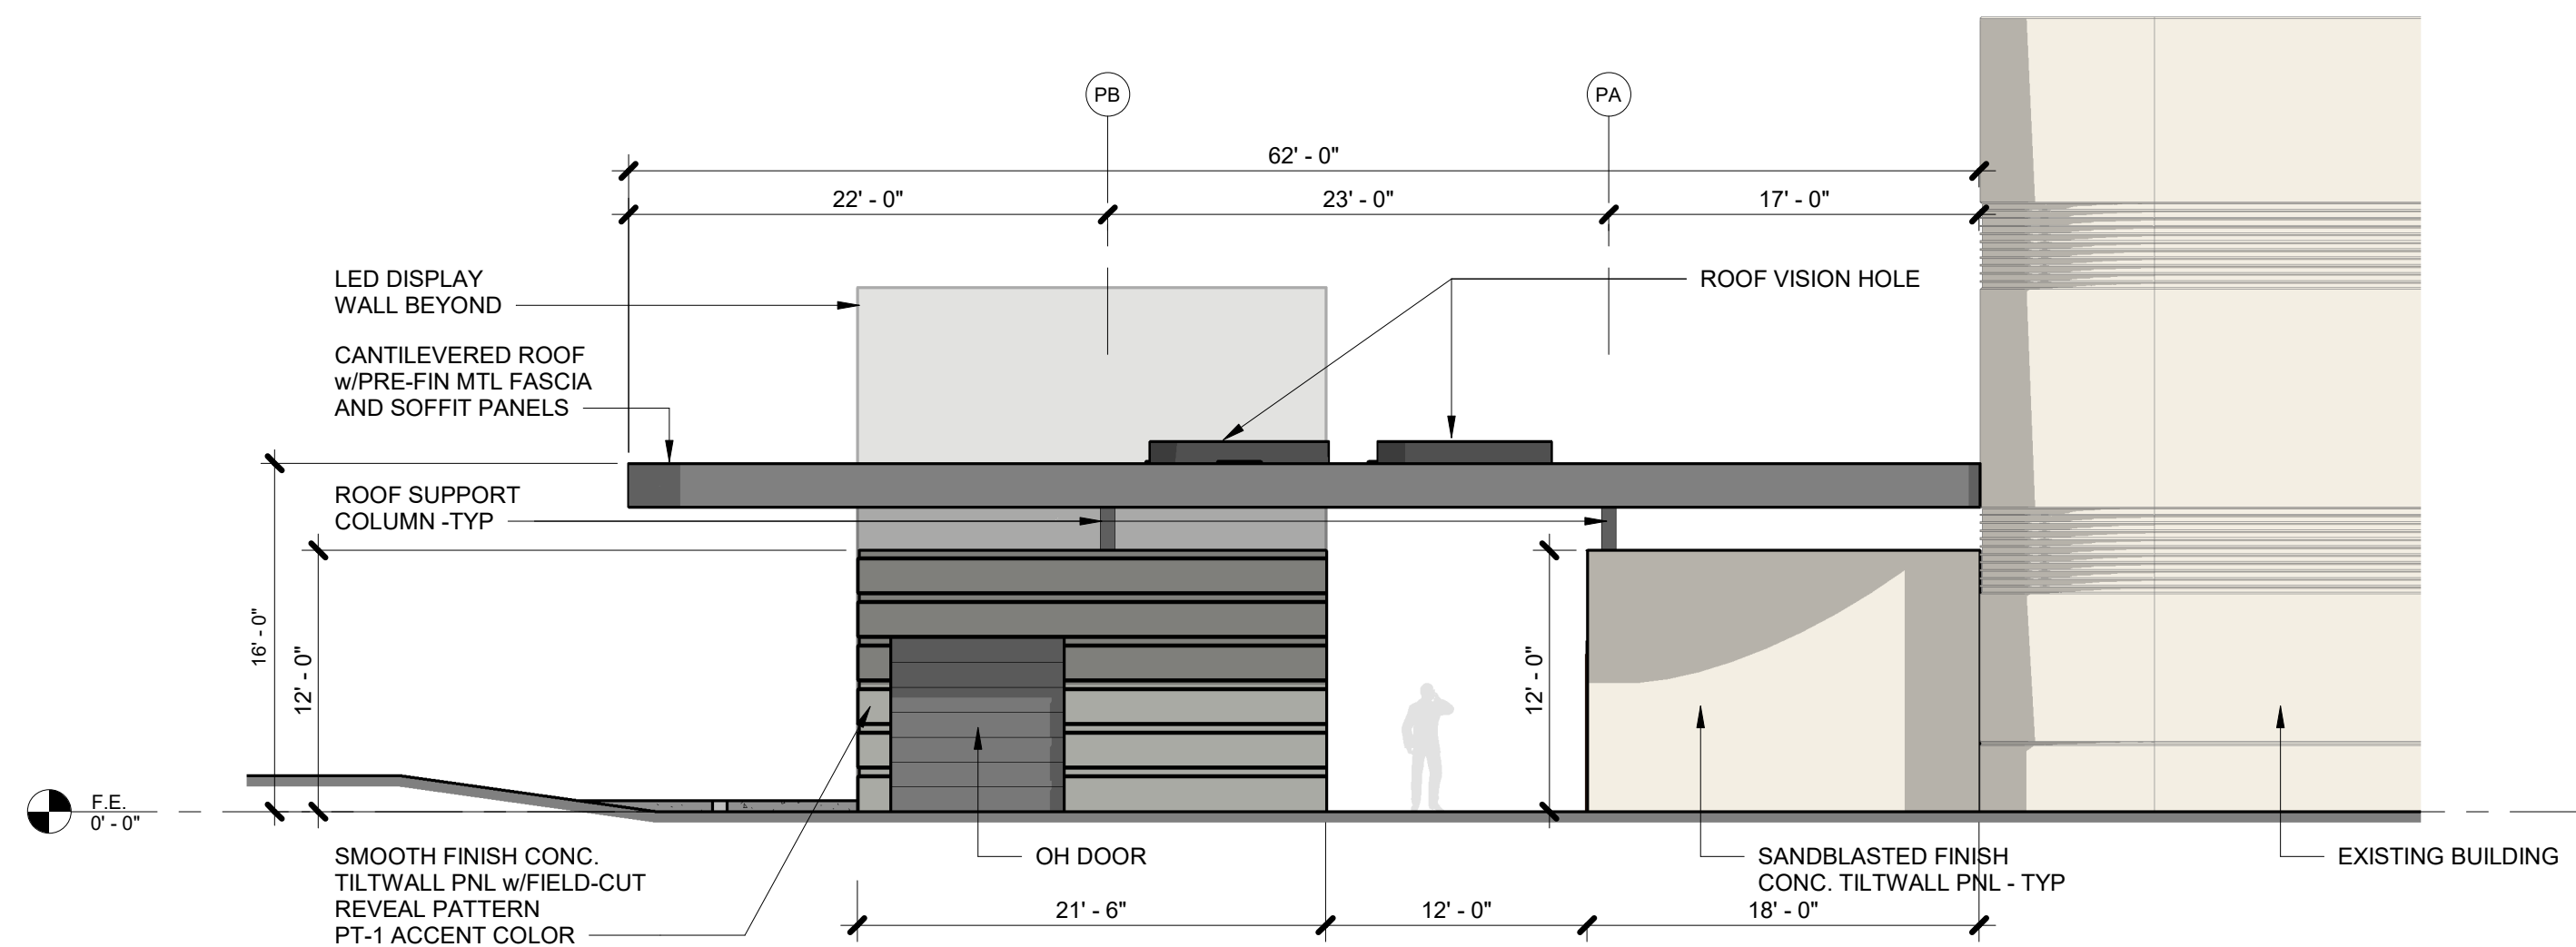 PB
PA
62' - 0"
22' - 0"
23' - 0"
17' - 0"
LED DISPLAY
WALL BEYOND
ROOF VISION HOLE
CANTILEVERED ROOF
w/PRE-FIN MTL FASCIA
AND SOFFIT PANELS
ROOF SUPPORT
COLUMN -TYP
16' - 0"
12' - 0"
12' - 0"
F.E.
0' - 0"
SMOOTH FINISH CONC.
TILTWALL PNL w/FIELD-CUT
REVEAL PATTERN
PT-1 ACCENT COLOR
OH DOOR
SANDBLASTED FINISH
CONC. TILTWALL PNL - TYP
EXISTING BUILDING
21' - 6"
12' - 0"
18' - 0"